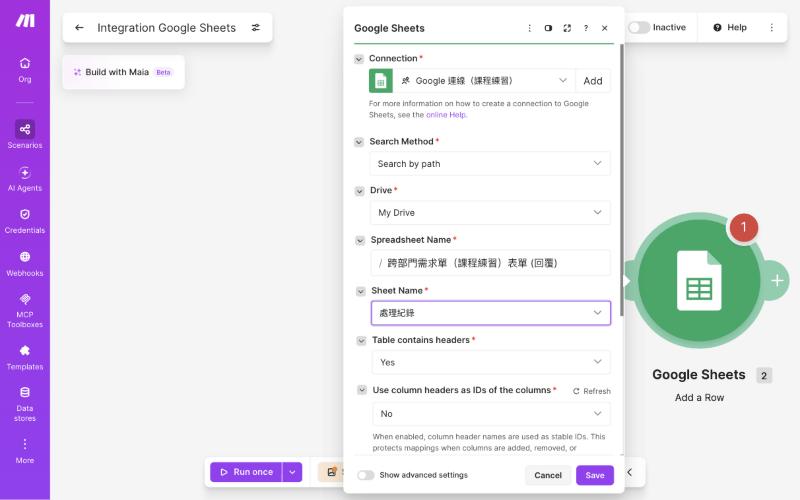 Integration Google Sheets
Build with Maia Beta
Org
Scenarios
AI Agents
Credentials
Webhooks
MCP
Toolboxes
Templates
Data
stores
More
Google Sheets
?
Inactive
Help
Connection*
Google 連線（課程練習）
Add
For more information on how to create a connection to Google
Sheets, see the online Help.
Search Method*
Search by path
Drive*
My Drive
Spreadsheet Name*
/ 跨部門需求單（課程練習）表單 (回覆)
Sheet Name*
處理紀錄
Table contains headers*
Yes
Use column headers as IDs of the columns*
Refresh
No
When enabled, column header names are used as stable IDs. This
protects mappings when columns are added, removed, or
Show advanced settings
Cancel
Save
Run once
1
Google Sheets 2
Add a Row